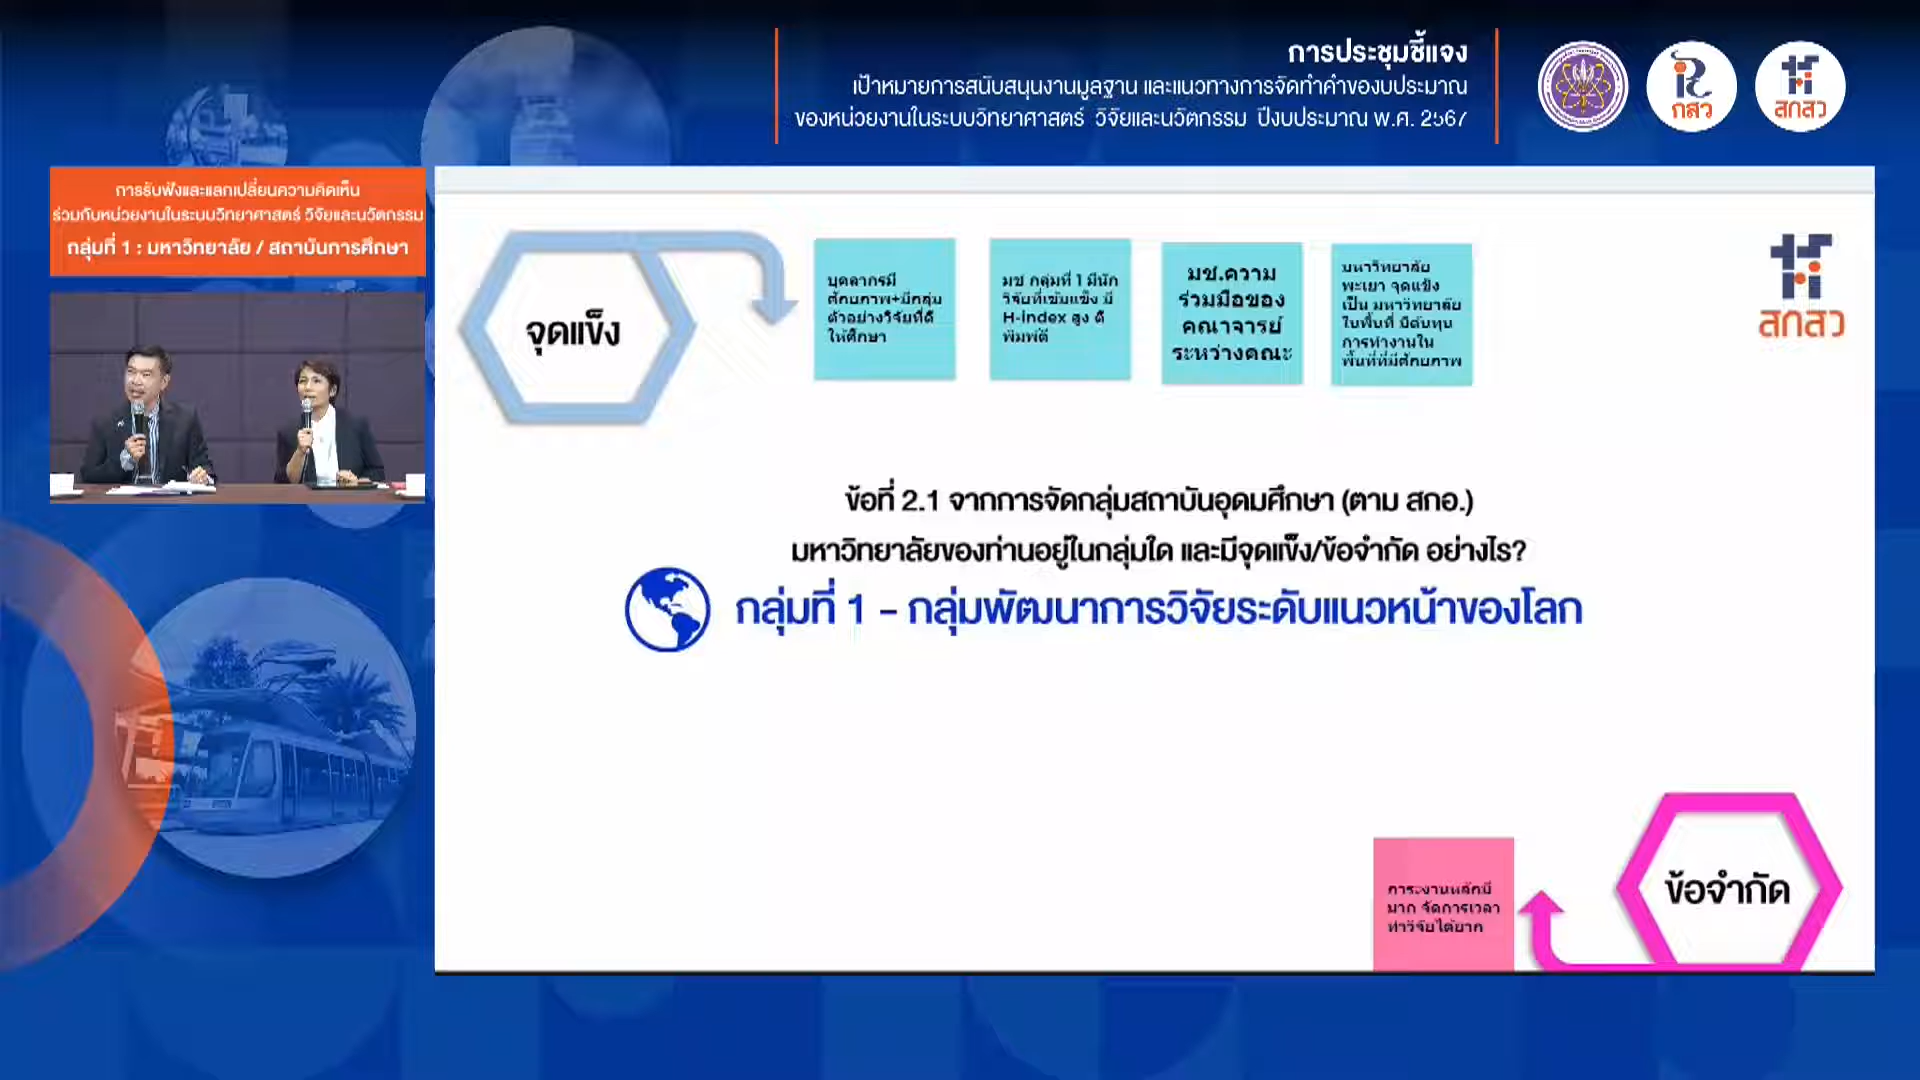 การประชุมชี้แจง
เป้าหมายการสนับสนุนงานมูลฐาน และแนวทางการจัดทำคำของบประมาณ
ของหน่วยงานในระบบวิทยาศาสตร์ วิจัยและนวัตกรรม ปีงบประมาณ พ.ศ. 2567
กสว
สกสว
การรับฟังและแลกเปลี่ยนความคิดเห็น
ร่วมกับหน่วยงานในระบบวิทยาศาสตร์ วิจัยและนวัตกรรม
กลุ่มที่ 1 : มหาวิทยาลัย / สถาบันการศึกษา
จุดแข็ง
บุคลากรมี
ศักยภาพ+มีกลุ่ม
ตัวอย่างวิจัยที่ดี
ให้ศึกษา
มช กลุ่มที่ 1 มีนัก
วิจัยที่เข้มแข็ง มี
H-index สูง ตี
พิมพ์ดี
มช.ความ
ร่วมมือของ
คณาจารย์
ระหว่างคณะ
มหาวิทยาลัย
พะเยา จุดแข็ง
เป็น มหาวิทยาลัย
ในพื้นที่ มีต้นทุน
การทำงานใน
พื้นที่ที่มีศักยภาพ
สกสว
ข้อที่ 2.1 จากการจัดกลุ่มสถาบันอุดมศึกษา (ตาม สกอ.)
มหาวิทยาลัยของท่านอยู่ในกลุ่มใด และมีจุดแข็ง/ข้อจำกัด อย่างไร?
กลุ่มที่ 1 - กลุ่มพัฒนาการวิจัยระดับแนวหน้าของโลก
ภาระงานหลักมี
มาก จัดการเวลา
ทำวิจัยได้ยาก
ข้อจำกัด